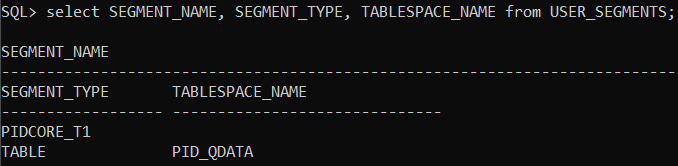 SQL> select SEGMENT_NAME, SEGMENT_TYPE, TABLESPACE_NAME from USER_SEGMENTS;
SEGMENT_NAME
--------------------------------------------------------------------------------
SEGMENT_TYPE       TABLESPACE_NAME
------------------ ------------------------------
PIDCORE_T1
TABLE              PID_QDATA